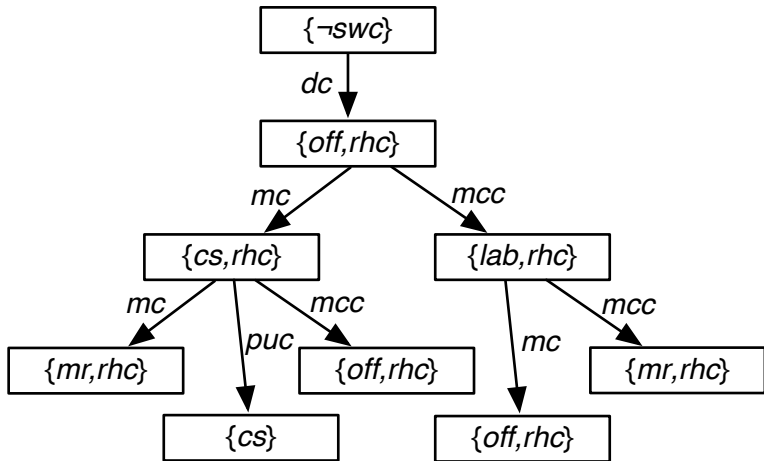 {¬swc}
dc
{off,rhc}
mc mcc
{cs,rhc} {lab,rhc}
mc puc mcc mc mcc
{mr,rhc} {off,rhc} {mr,rhc}
{cs} {off,rhc}